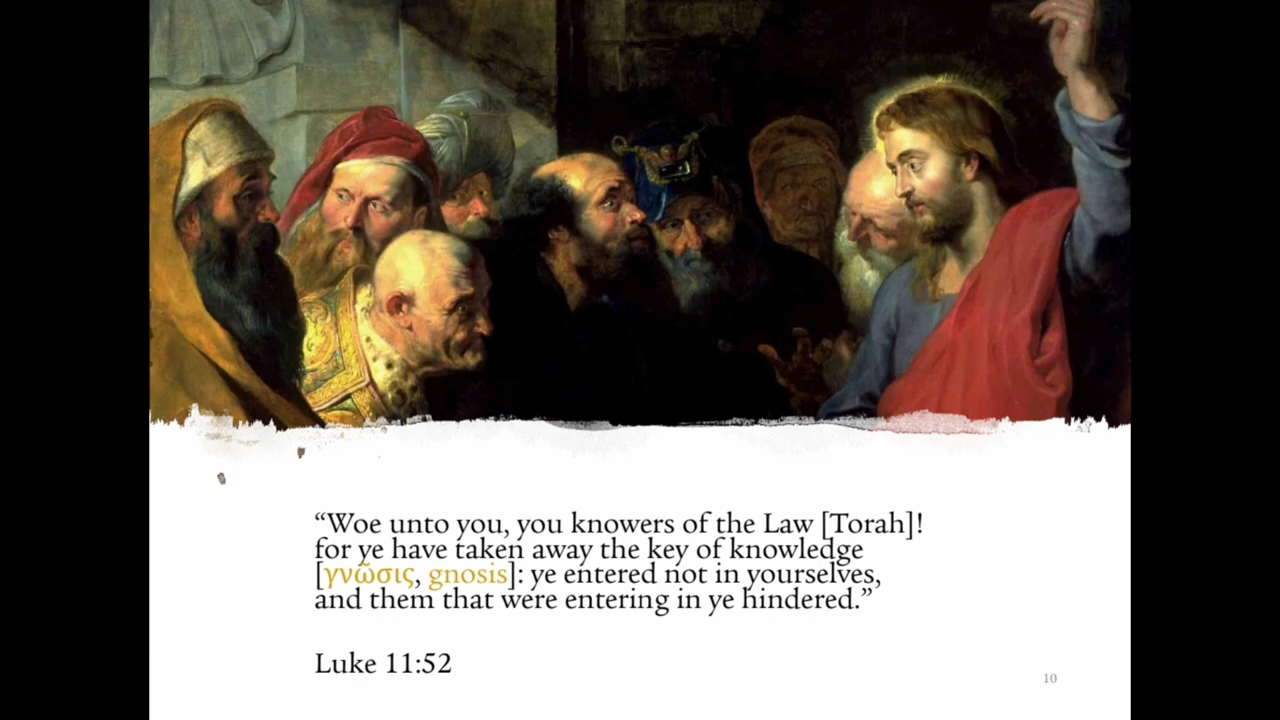 “Woe unto you, you knowers of the Law [Torah]!
for ye have taken away the key of knowledge
[γνῶσις, gnosis]: ye entered not in yourselves,
and them that were entering in ye hindered.”
Luke 11:52
10